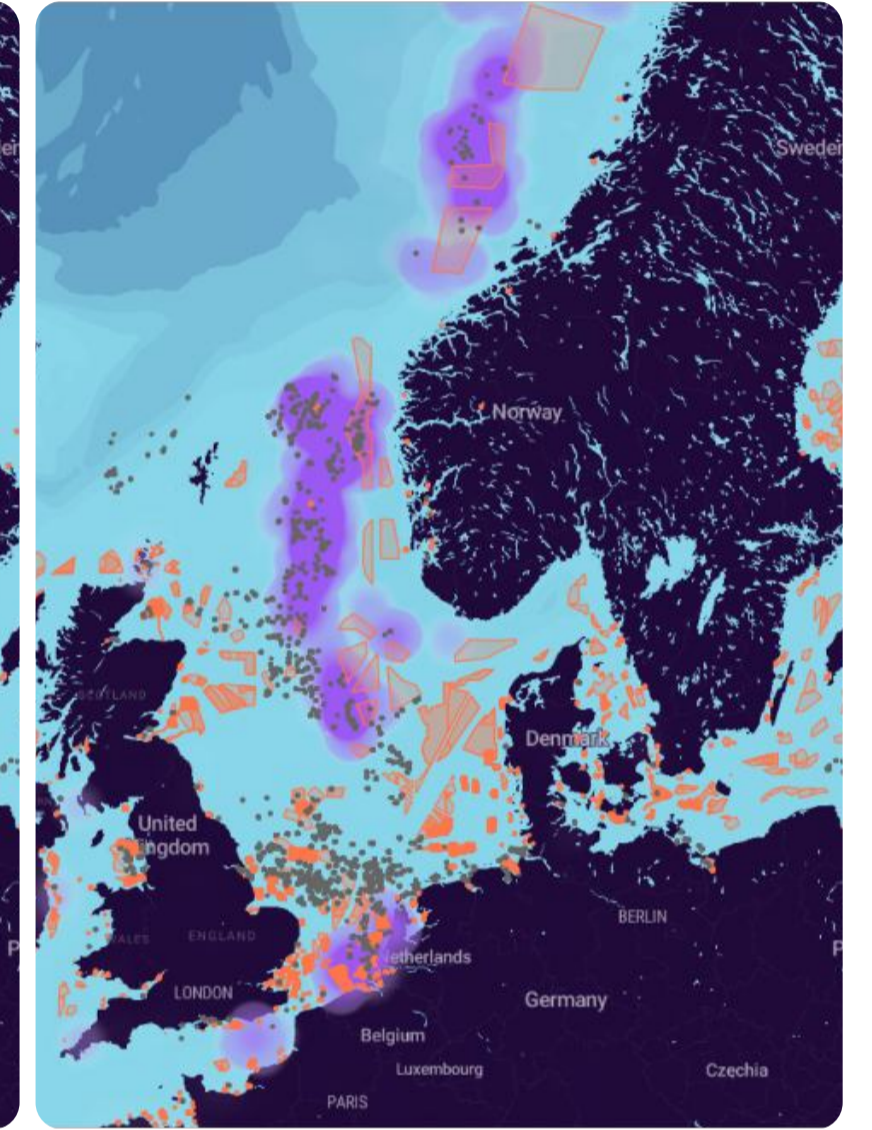 Sweden
Norway
SCOTLAND
Denmark
United
Kingdom
BERLIN
WALES
ENGLAND
Netherlands
LONDON
Germany
Belgium
Luxembourg
Czechia
PARIS